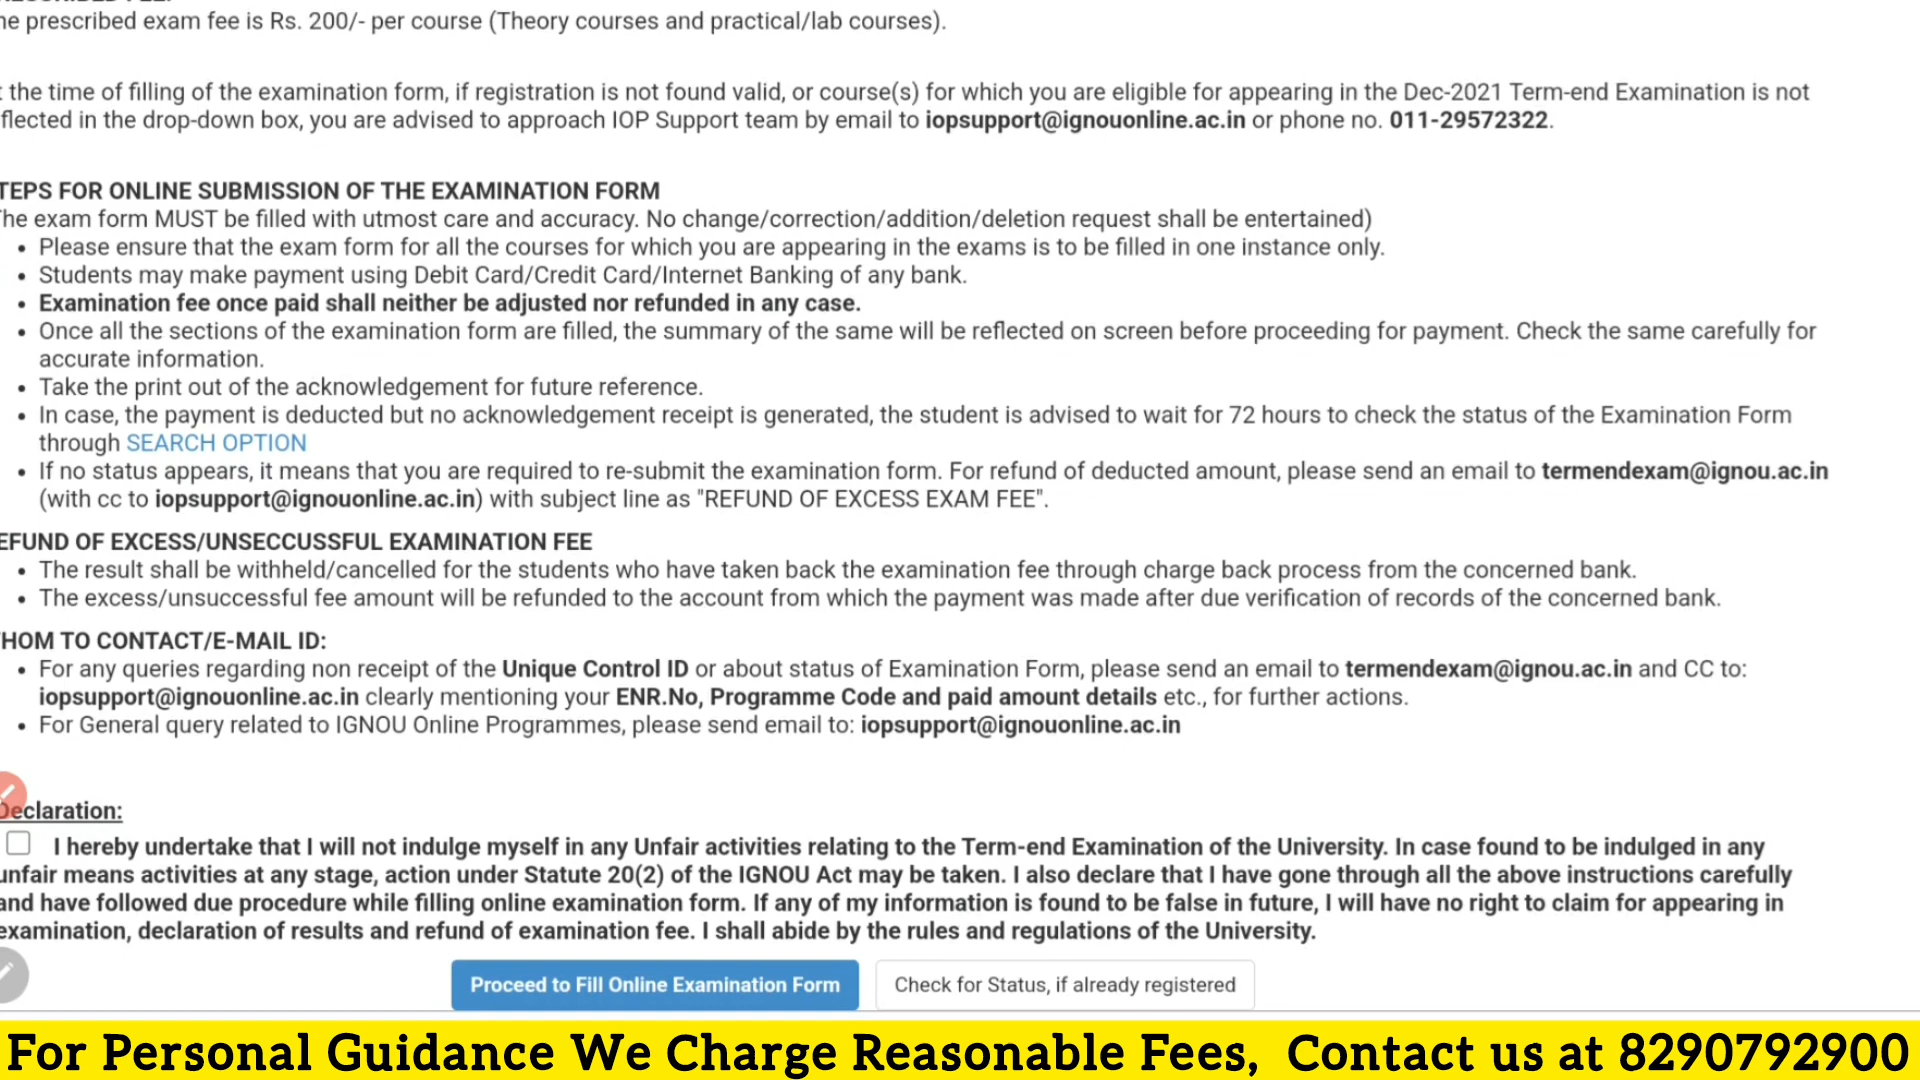 he prescribed exam fee is Rs. 200/- per course (Theory courses and practical/lab courses).
the time of filling of the examination form, if registration is not found valid, or course(s) for which you are eligible for appearing in the Dec-2021 Term-end Examination is not
flected in the drop-down box, you are advised to approach IOP Support team by email to iopsupport@ignouonline.ac.in or phone no. 011-29572322.
TEPS FOR ONLINE SUBMISSION OF THE EXAMINATION FORM
he exam form MUST be filled with utmost care and accuracy. No change/correction/addition/deletion request shall be entertained)
• Please ensure that the exam form for all the courses for which you are appearing in the exams is to be filled in one instance only.
• Students may make payment using Debit Card/Credit Card/Internet Banking of any bank.
• Examination fee once paid shall neither be adjusted nor refunded in any case.
• Once all the sections of the examination form are filled, the summary of the same will be reflected on screen before proceeding for payment. Check the same carefully for
accurate information.
• Take the print out of the acknowledgement for future reference.
• In case, the payment is deducted but no acknowledgement receipt is generated, the student is advised to wait for 72 hours to check the status of the Examination Form
through SEARCH OPTION
• If no status appears, it means that you are required to re-submit the examination form. For refund of deducted amount, please send an email to termendexam@ignou.ac.in
(with cc to iopsupport@ignouonline.ac.in) with subject line as "REFUND OF EXCESS EXAM FEE".
EFUND OF EXCESS/UNSECCUSSFUL EXAMINATION FEE
• The result shall be withheld/cancelled for the students who have taken back the examination fee through charge back process from the concerned bank.
• The excess/unsuccessful fee amount will be refunded to the account from which the payment was made after due verification of records of the concerned bank.
HOM TO CONTACT/E-MAIL ID:
• For any queries regarding non receipt of the Unique Control ID or about status of Examination Form, please send an email to termendexam@ignou.ac.in and CC to:
iopsupport@ignouonline.ac.in clearly mentioning your ENR.No, Programme Code and paid amount details etc., for further actions.
• For General query related to IGNOU Online Programmes, please send email to: iopsupport@ignouonline.ac.in
Declaration:
I hereby undertake that I will not indulge myself in any Unfair activities relating to the Term-end Examination of the University. In case found to be indulged in any
unfair means activities at any stage, action under Statute 20(2) of the IGNOU Act may be taken. I also declare that I have gone through all the above instructions carefully
and have followed due procedure while filling online examination form. If any of my information is found to be false in future, I will have no right to claim for appearing in
examination, declaration of results and refund of examination fee. I shall abide by the rules and regulations of the University.
Proceed to Fill Online Examination Form
Check for Status, if already registered
For Personal Guidance We Charge Reasonable Fees, Contact us at 8290792900